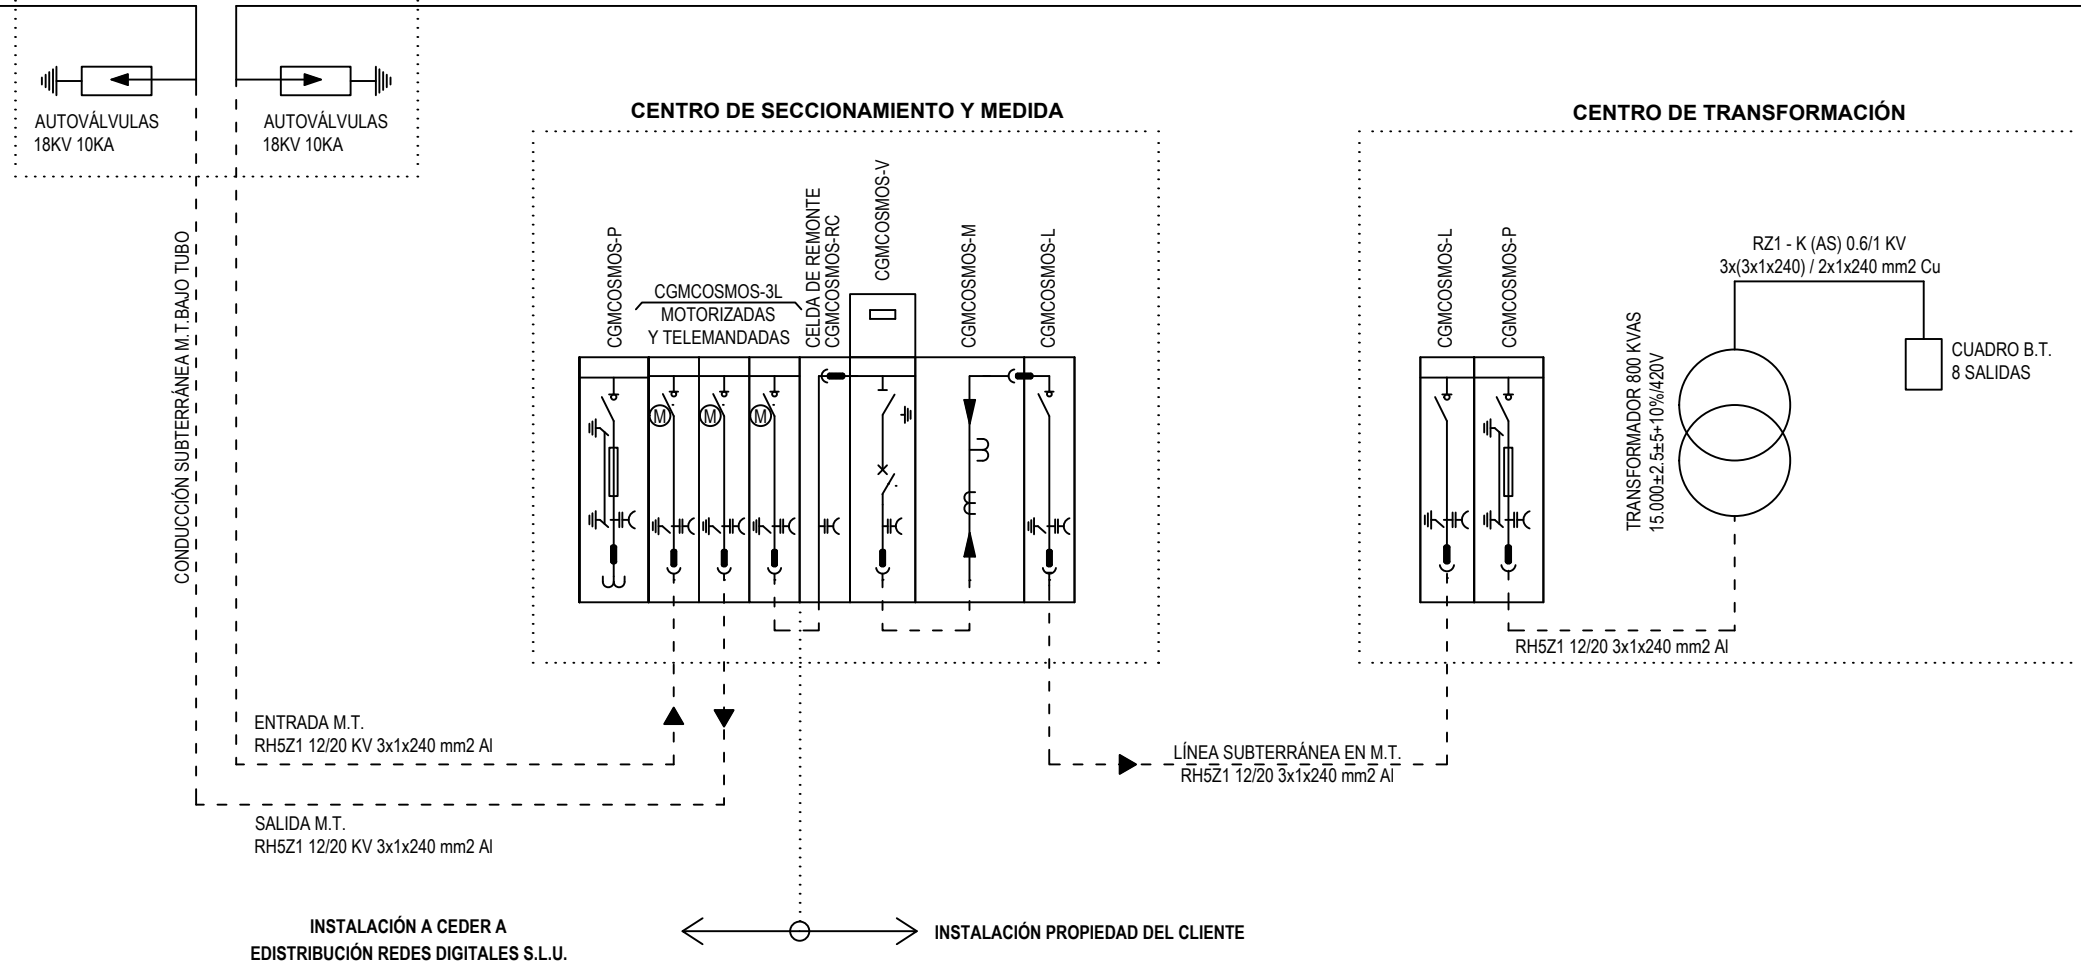 AUTOVÁLVULAS
18KV 10KA
AUTOVÁLVULAS
18KV 10KA
CONDUCCIÓN SUBTERRÁNEA M.T.BAJO TUBO
CENTRO DE SECCIONAMIENTO Y MEDIDA
CGMCOSMOS-P
CGMCOSMOS-3L
MOTORIZADAS
Y TELEMANDADAS
CELDA DE REMONTE
CGMCOSMOS-RC
CGMCOSMOS-V
CGMCOSMOS-M
CGMCOSMOS-L
M
M
M
CENTRO DE TRANSFORMACIÓN
CGMCOSMOS-L
CGMCOSMOS-P
TRANSFORMADOR 800 KVAS
15.000±2.5±5+10%/420V
RZ1 - K (AS) 0.6/1 KV
3x(3x1x240) / 2x1x240 mm2 Cu
CUADRO B.T.
8 SALIDAS
RH5Z1 12/20 3x1x240 mm2 Al
ENTRADA M.T.
RH5Z1 12/20 KV 3x1x240 mm2 Al
LÍNEA SUBTERRÁNEA EN M.T.
RH5Z1 12/20 3x1x240 mm2 Al
SALIDA M.T.
RH5Z1 12/20 KV 3x1x240 mm2 Al
INSTALACIÓN A CEDER A
EDISTRIBUCIÓN REDES DIGITALES S.L.U.
INSTALACIÓN PROPIEDAD DEL CLIENTE